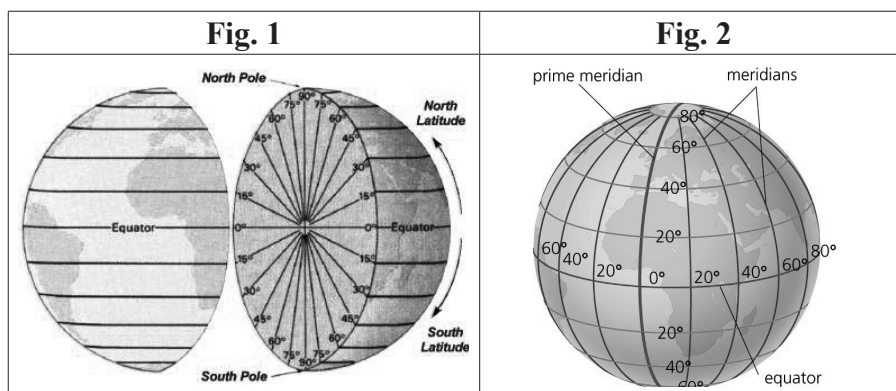 Fig. 1
North Pole
90°
75° 75°
60° 60°
45° 45°
30° 30°
15° 15°
Equator
0° 0°
Equator
15° 15°
30° 30°
45° 45°
60° 60°
75° 75°
90°
South Pole
North
Latitude
South
Latitude
Fig. 2
prime meridian
meridians
80°
60°
40°
20°
60° 40° 20° 0° 20° 40° 60° 80°
20°
40°
60°
equator